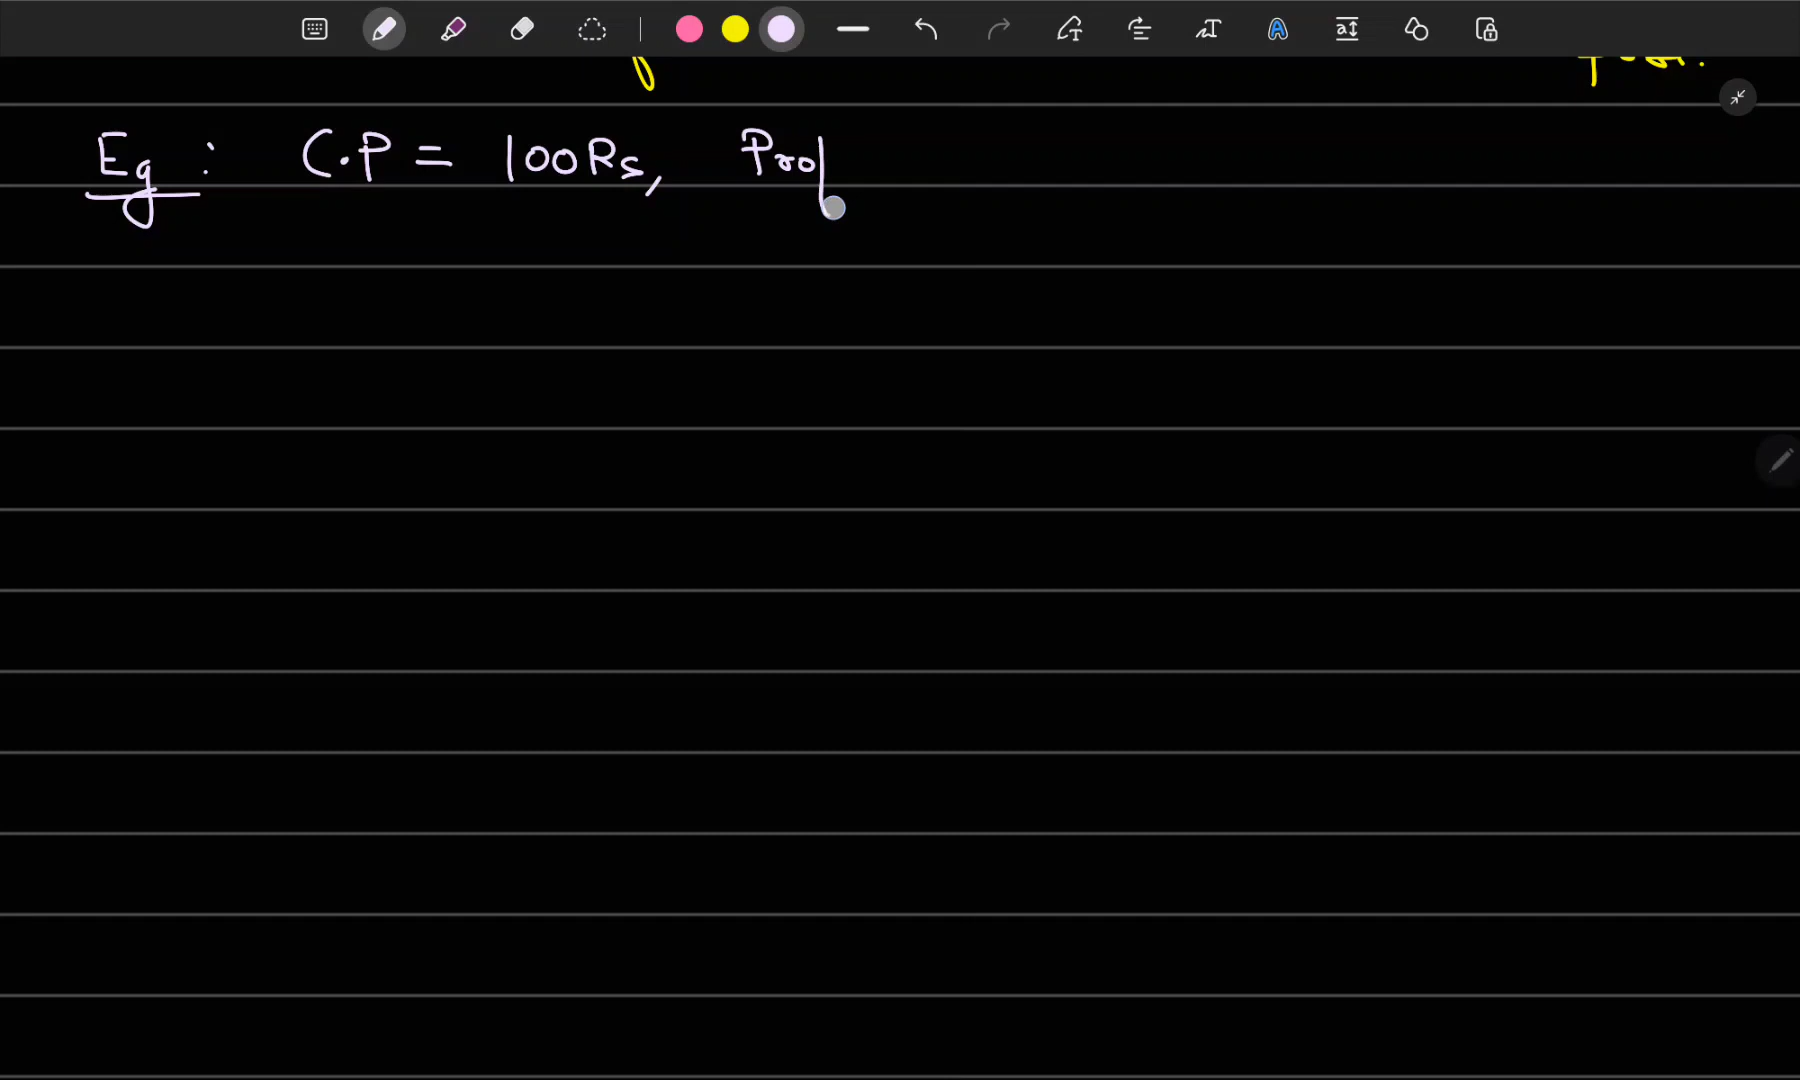 Eg : C.P = 100Rs, Prof